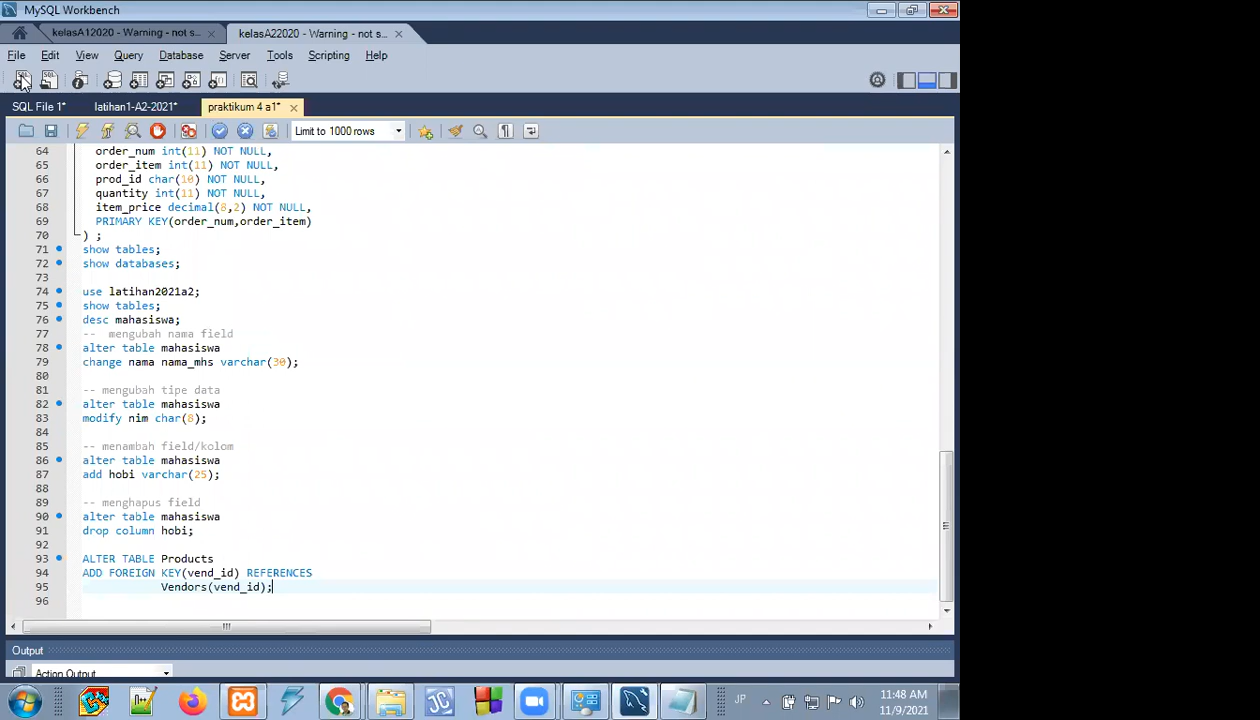 MySQL Workbench
kelasA12020 - Warning - not s...
kelasA22020 - Warning - not s...
File Edit View Query Database Server Tools Scripting Help
SQL File 1* latihan1-A2-2021* praktikum 4 a1*
Limit to 1000 rows
64 order_num int(11) NOT NULL,
65 order_item int(11) NOT NULL,
66 prod_id char(10) NOT NULL,
67 quantity int(11) NOT NULL,
68 item_price decimal(8,2) NOT NULL,
69 PRIMARY KEY(order_num,order_item)
70 ) ;
71 show tables;
72 show databases;
73
74 use latihan2021a2;
75 show tables;
76 desc mahasiswa;
77 -- mengubah nama field
78 alter table mahasiswa
79 change nama nama_mhs varchar(30);
80
81 -- mengubah tipe data
82 alter table mahasiswa
83 modify nim char(8);
84
85 -- menambah field/kolom
86 alter table mahasiswa
87 add hobi varchar(25);
88
89 -- menghapus field
90 alter table mahasiswa
91 drop column hobi;
92
93 ALTER TABLE Products
94 ADD FOREIGN KEY(vend_id) REFERENCES
95 Vendors(vend_id);
96
Output
Action Output
JP
11:48 AM
11/9/2021